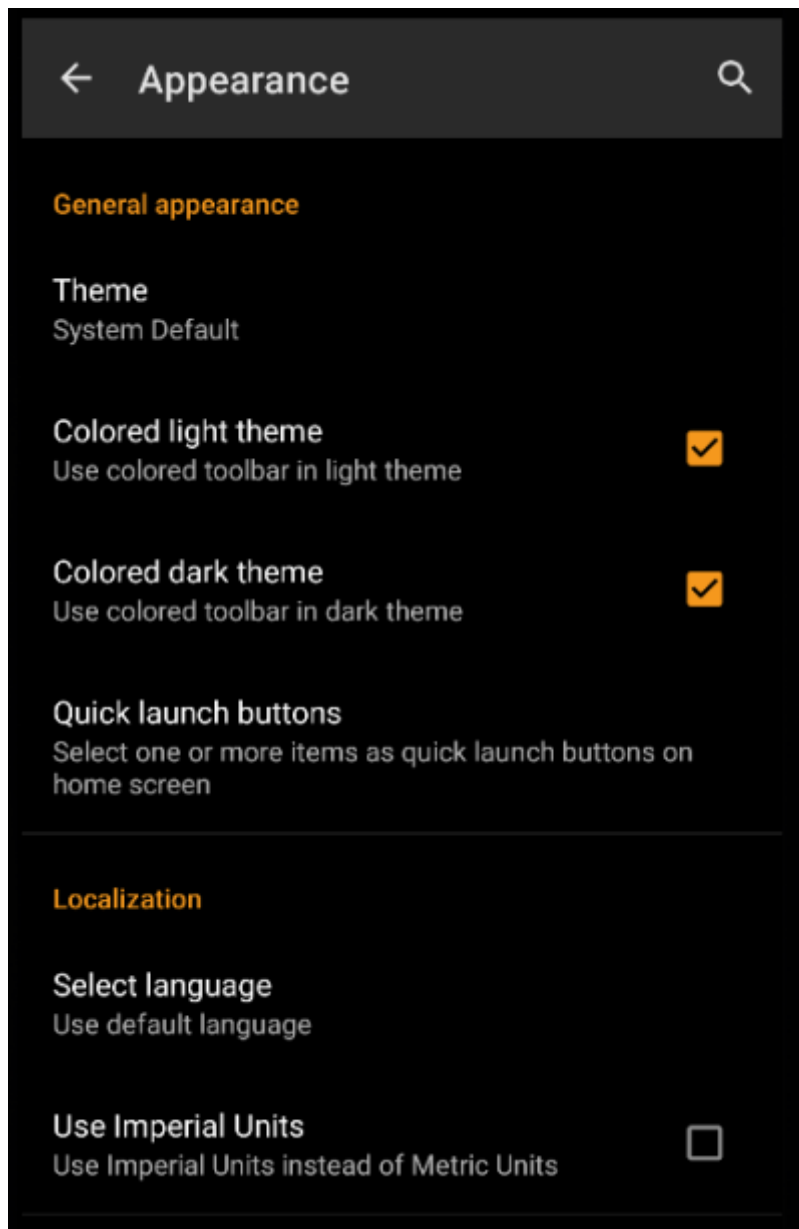 Appearance
General appearance
Theme
System Default
Colored light theme
Use colored toolbar in light theme
Colored dark theme
Use colored toolbar in dark theme
Quick launch buttons
Select one or more items as quick launch buttons on
home screen
Localization
Select language
Use default language
Use Imperial Units
Use Imperial Units instead of Metric Units